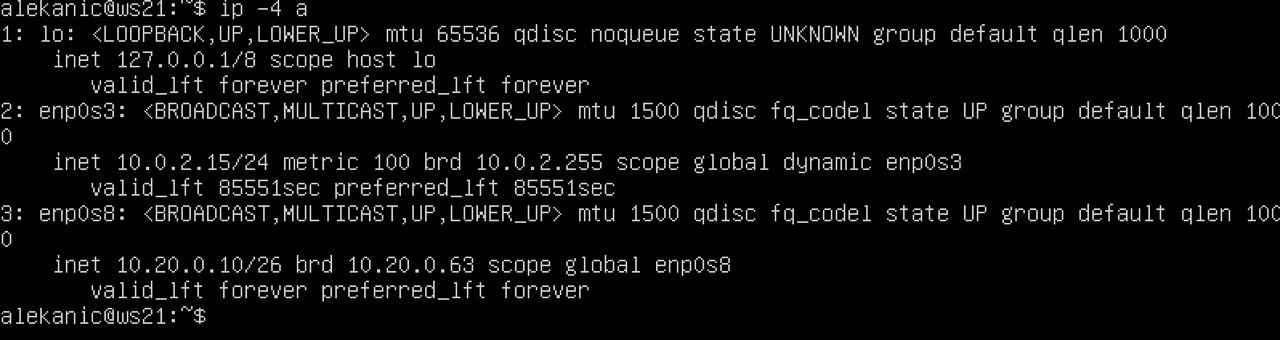 alekanic@ws21:~$ ip -4 a
1: lo: <LOOPBACK,UP,LOWER_UP> mtu 65536 qdisc noqueue state UNKNOWN group default qlen 1000
    inet 127.0.0.1/8 scope host lo
       valid_lft forever preferred_lft forever
2: enp0s3: <BROADCAST,MULTICAST,UP,LOWER_UP> mtu 1500 qdisc fq_codel state UP group default qlen 100
0
    inet 10.0.2.15/24 metric 100 brd 10.0.2.255 scope global dynamic enp0s3
       valid_lft 85551sec preferred_lft 85551sec
3: enp0s8: <BROADCAST,MULTICAST,UP,LOWER_UP> mtu 1500 qdisc fq_codel state UP group default qlen 100
0
    inet 10.20.0.10/26 brd 10.20.0.63 scope global enp0s8
       valid_lft forever preferred_lft forever
alekanic@ws21:~$